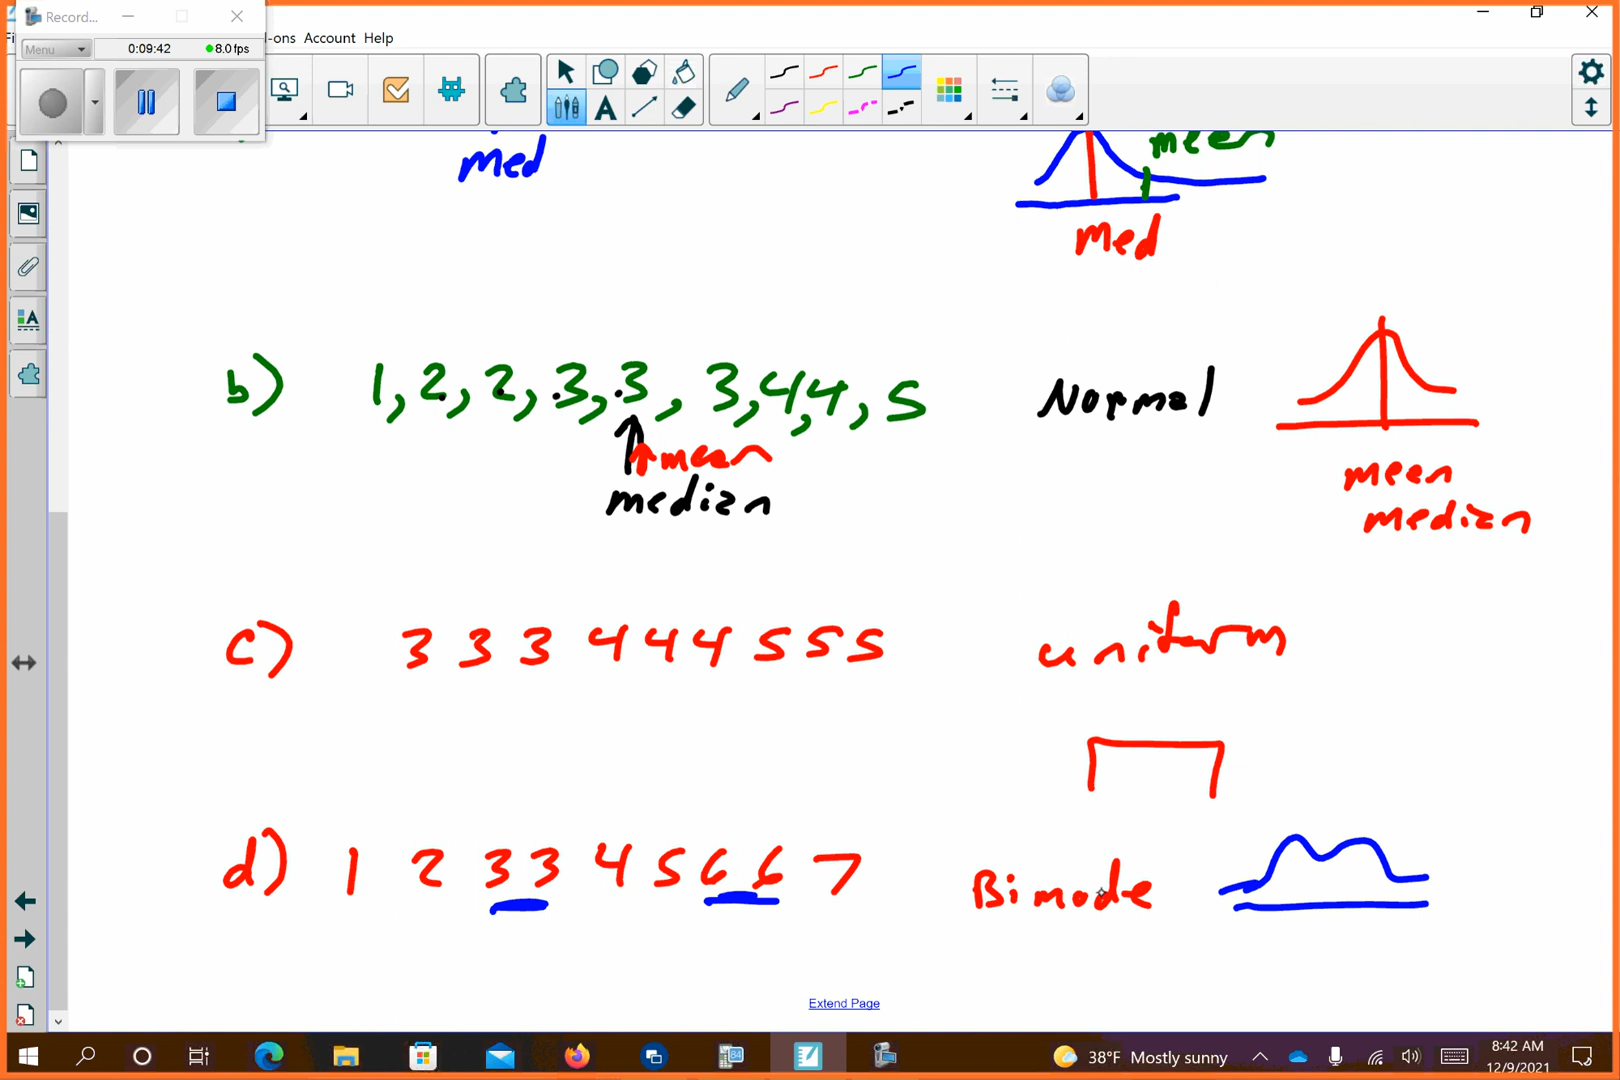 Record...
Menu 0:09:42 8.0 fps
-ons Account Help
med
mean
med
b) 1, 2, 2, 3, 3, 3, 4, 4, 5 Normal
mean
median
mean
median
c) 3 3 3 4 4 4 5 5 5 uniform
d) 1 2 3 3 4 5 6 6 7 Bimode
Extend Page
38°F Mostly sunny
8:42 AM
12/9/2021